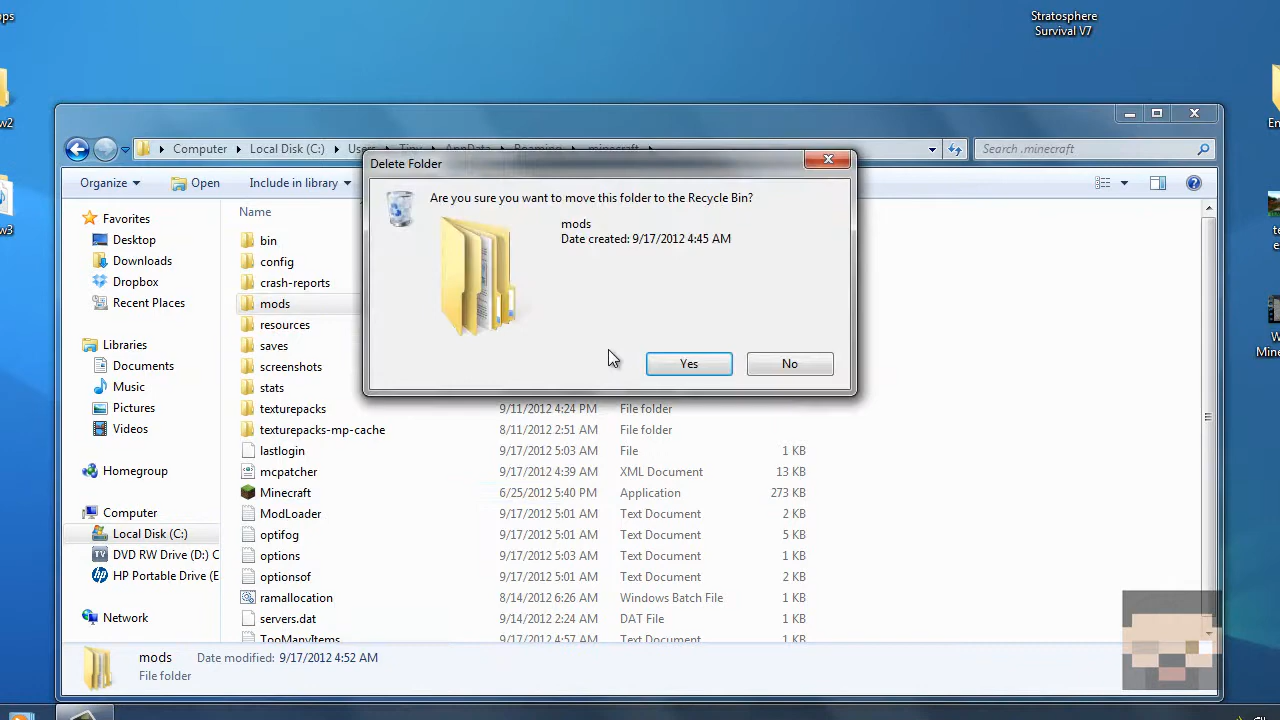 ops
Stratosphere
Survival V7
w2
w3
En
te
e
W
Mine
Computer
Local Disk (C:)
Search .minecraft
Organize
Open
Include in library
Favorites
Desktop
Downloads
Dropbox
Recent Places
Libraries
Documents
Music
Pictures
Videos
Homegroup
Computer
Local Disk (C:)
DVD RW Drive (D:) C
HP Portable Drive (E
Network
Name
bin
config
crash-reports
mods
resources
saves
screenshots
stats
texturepacks 9/11/2012 4:24 PM File folder
texturepacks-mp-cache 8/11/2012 2:51 AM File folder
lastlogin 9/17/2012 5:03 AM File 1 KB
mcpatcher 9/17/2012 4:39 AM XML Document 13 KB
Minecraft 6/25/2012 5:40 PM Application 273 KB
ModLoader 9/17/2012 5:01 AM Text Document 2 KB
optifog 9/17/2012 5:01 AM Text Document 5 KB
options 9/17/2012 5:03 AM Text Document 1 KB
optionsof 9/17/2012 5:01 AM Text Document 2 KB
ramallocation 8/14/2012 6:26 AM Windows Batch File 1 KB
servers.dat 9/14/2012 2:24 AM DAT File 1 KB
TooManyItems 9/17/2012 4:57 AM Text Document 1 KB
Delete Folder
Are you sure you want to move this folder to the Recycle Bin?
mods
Date created: 9/17/2012 4:45 AM
Yes
No
mods Date modified: 9/17/2012 4:52 AM
File folder